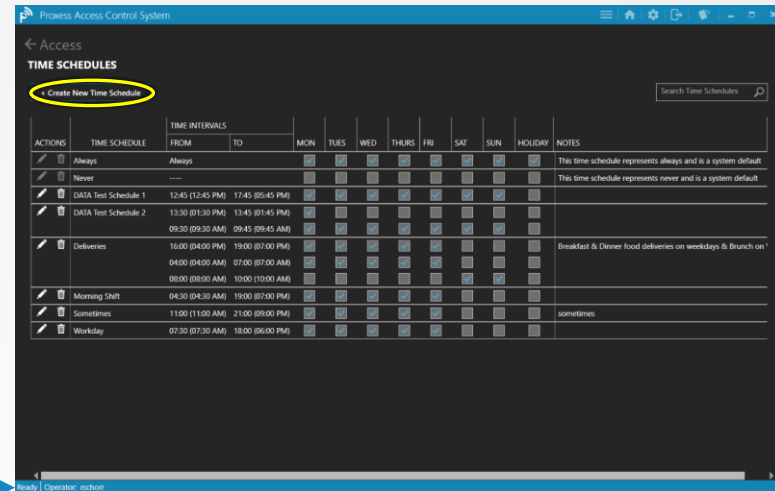 Proxess Access Control System
Access
TIME SCHEDULES
+ Create New Time Schedule
Search Time Schedules
TIME INTERVALS
ACTIONS TIME SCHEDULE FROM TO MON TUES WED THURS FRI SAT SUN HOLIDAY NOTES
Always Always This time schedule represents always and is a system default
Never ---- This time schedule represents never and is a system default
DATA Test Schedule 1 12:45 (12:45 PM) 17:45 (05:45 PM)
DATA Test Schedule 2 13:30 (01:30 PM) 13:45 (01:45 PM)
09:30 (09:30 AM) 09:45 (09:45 AM)
Deliveries 16:00 (04:00 PM) 19:00 (07:00 PM) Breakfast & Dinner food deliveries on weekdays & Brunch on
04:00 (04:00 AM) 07:00 (07:00 AM)
08:00 (08:00 AM) 10:00 (10:00 AM)
Morning Shift 04:30 (04:30 AM) 19:00 (07:00 PM)
Sometimes 11:00 (11:00 AM) 21:00 (09:00 PM) sometimes
Workday 07:30 (07:30 AM) 18:00 (06:00 PM)
Ready Operator: rschorr